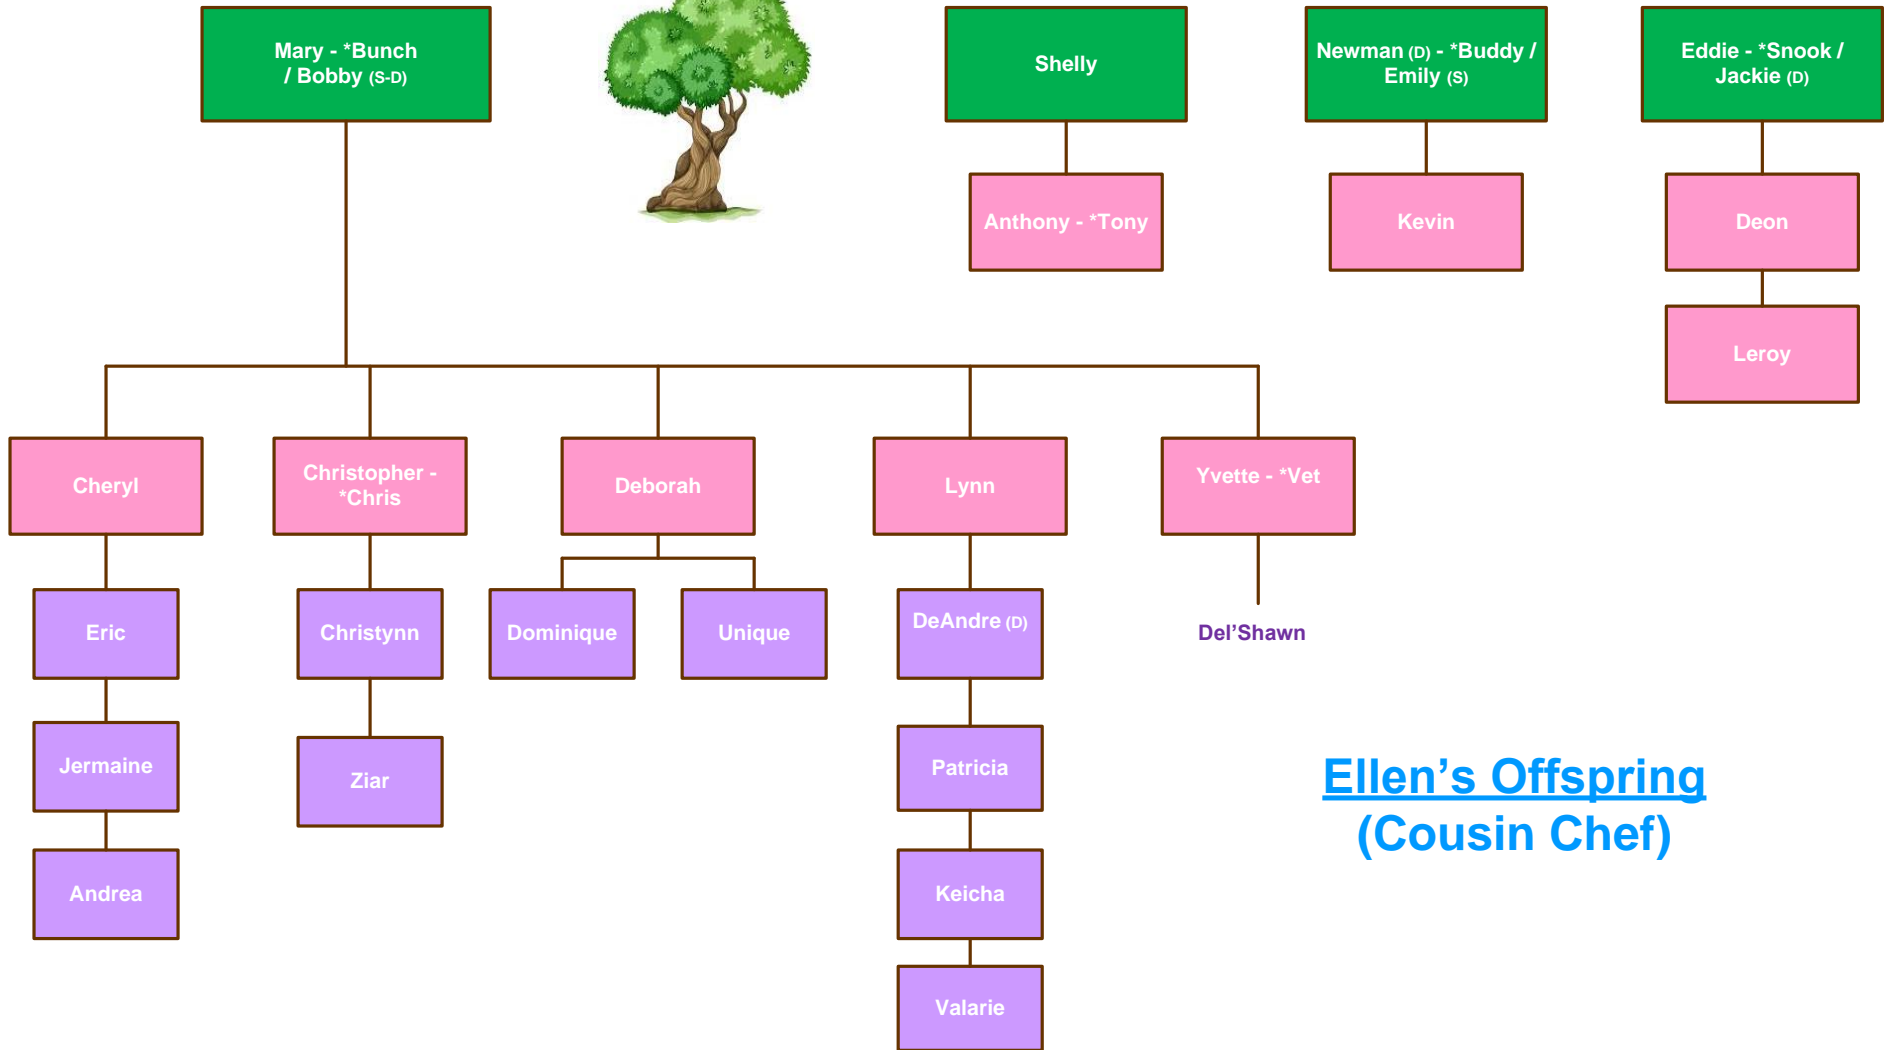 Mary - *Bunch
/ Bobby (S-D)
Shelly
Newman (D) - *Buddy /
Emily (S)
Eddie - *Snook /
Jackie (D)
Anthony - *Tony
Kevin
Deon
Leroy
Cheryl
Christopher -
*Chris
Deborah
Lynn
Yvette - *Vet
Eric
Christynn
Dominique
Unique
DeAndre (D)
Del’Shawn
Jermaine
Ziar
Patricia
Andrea
Keicha
Valarie
Ellen’s Offspring
(Cousin Chef)